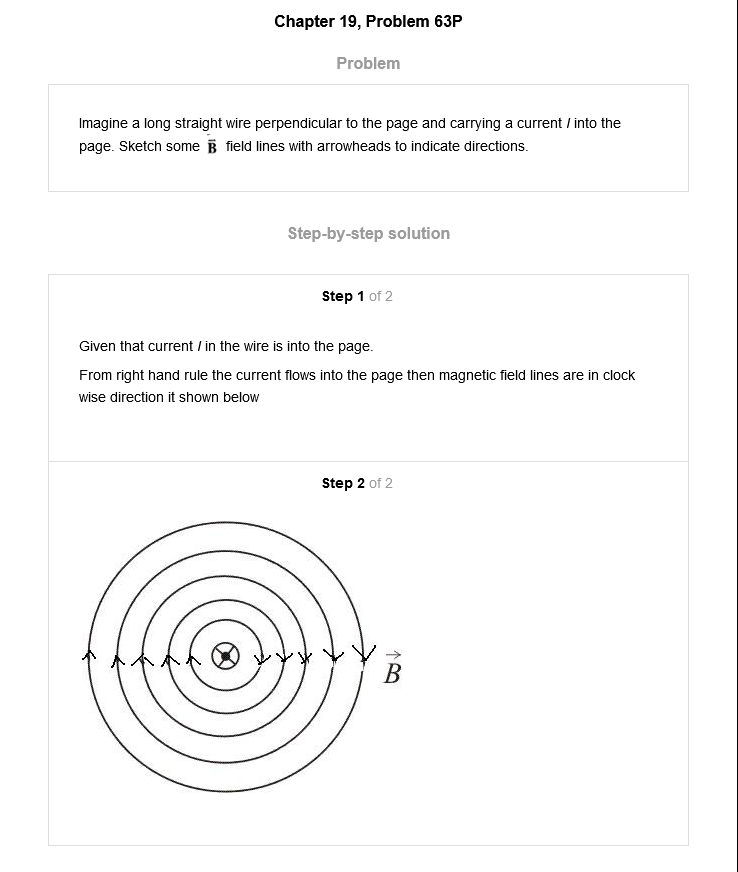 Chapter 19, Problem 63P
Problem
Imagine a long straight wire perpendicular to the page and carrying a current I into the
page. Sketch some B⃗ field lines with arrowheads to indicate directions.
Step-by-step solution
Step 1 of 2
Given that current I in the wire is into the page.
From right hand rule the current flows into the page then magnetic field lines are in clock
wise direction it shown below
Step 2 of 2
B⃗